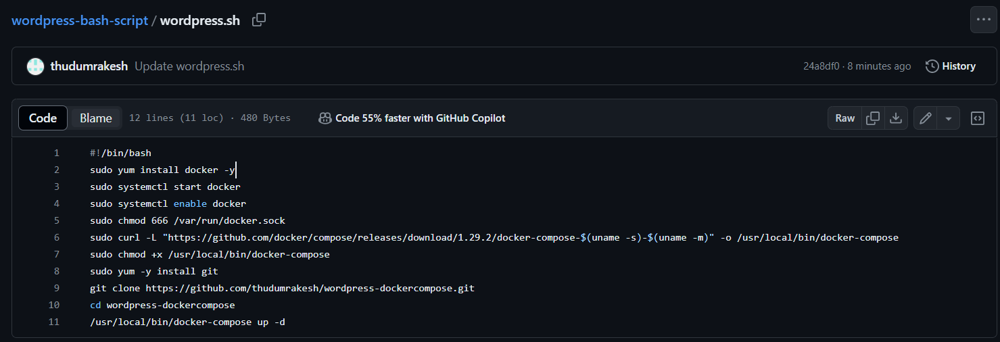 wordpress-bash-script / wordpress.sh
thudumrakesh Update wordpress.sh 24a8df0 · 8 minutes ago History
Code Blame 12 lines (11 loc) · 480 Bytes Code 55% faster with GitHub Copilot Raw
1 #!/bin/bash
2 sudo yum install docker -y
3 sudo systemctl start docker
4 sudo systemctl enable docker
5 sudo chmod 666 /var/run/docker.sock
6 sudo curl -L "https://github.com/docker/compose/releases/download/1.29.2/docker-compose-$(uname -s)-$(uname -m)" -o /usr/local/bin/docker-compose
7 sudo chmod +x /usr/local/bin/docker-compose
8 sudo yum -y install git
9 git clone https://github.com/thudumrakesh/wordpress-dockercompose.git
10 cd wordpress-dockercompose
11 /usr/local/bin/docker-compose up -d